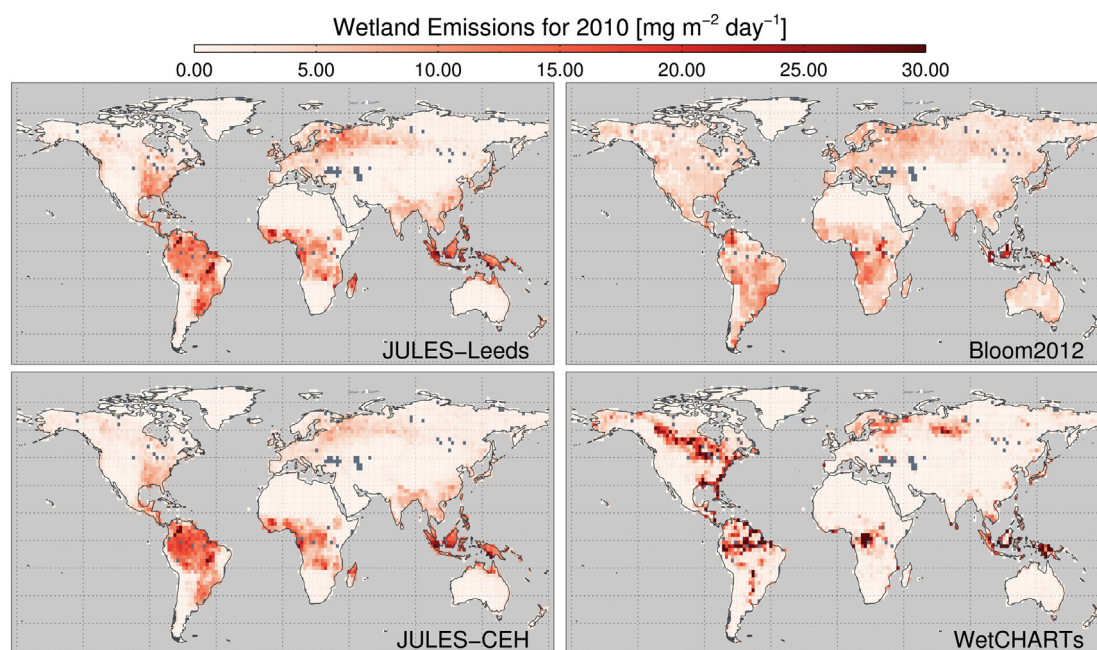 Wetland Emissions for 2010 [mg m⁻² day⁻¹]
0.00 5.00 10.00 15.00 20.00 25.00 30.00
JULES−Leeds
Bloom2012
JULES−CEH
WetCHARTs